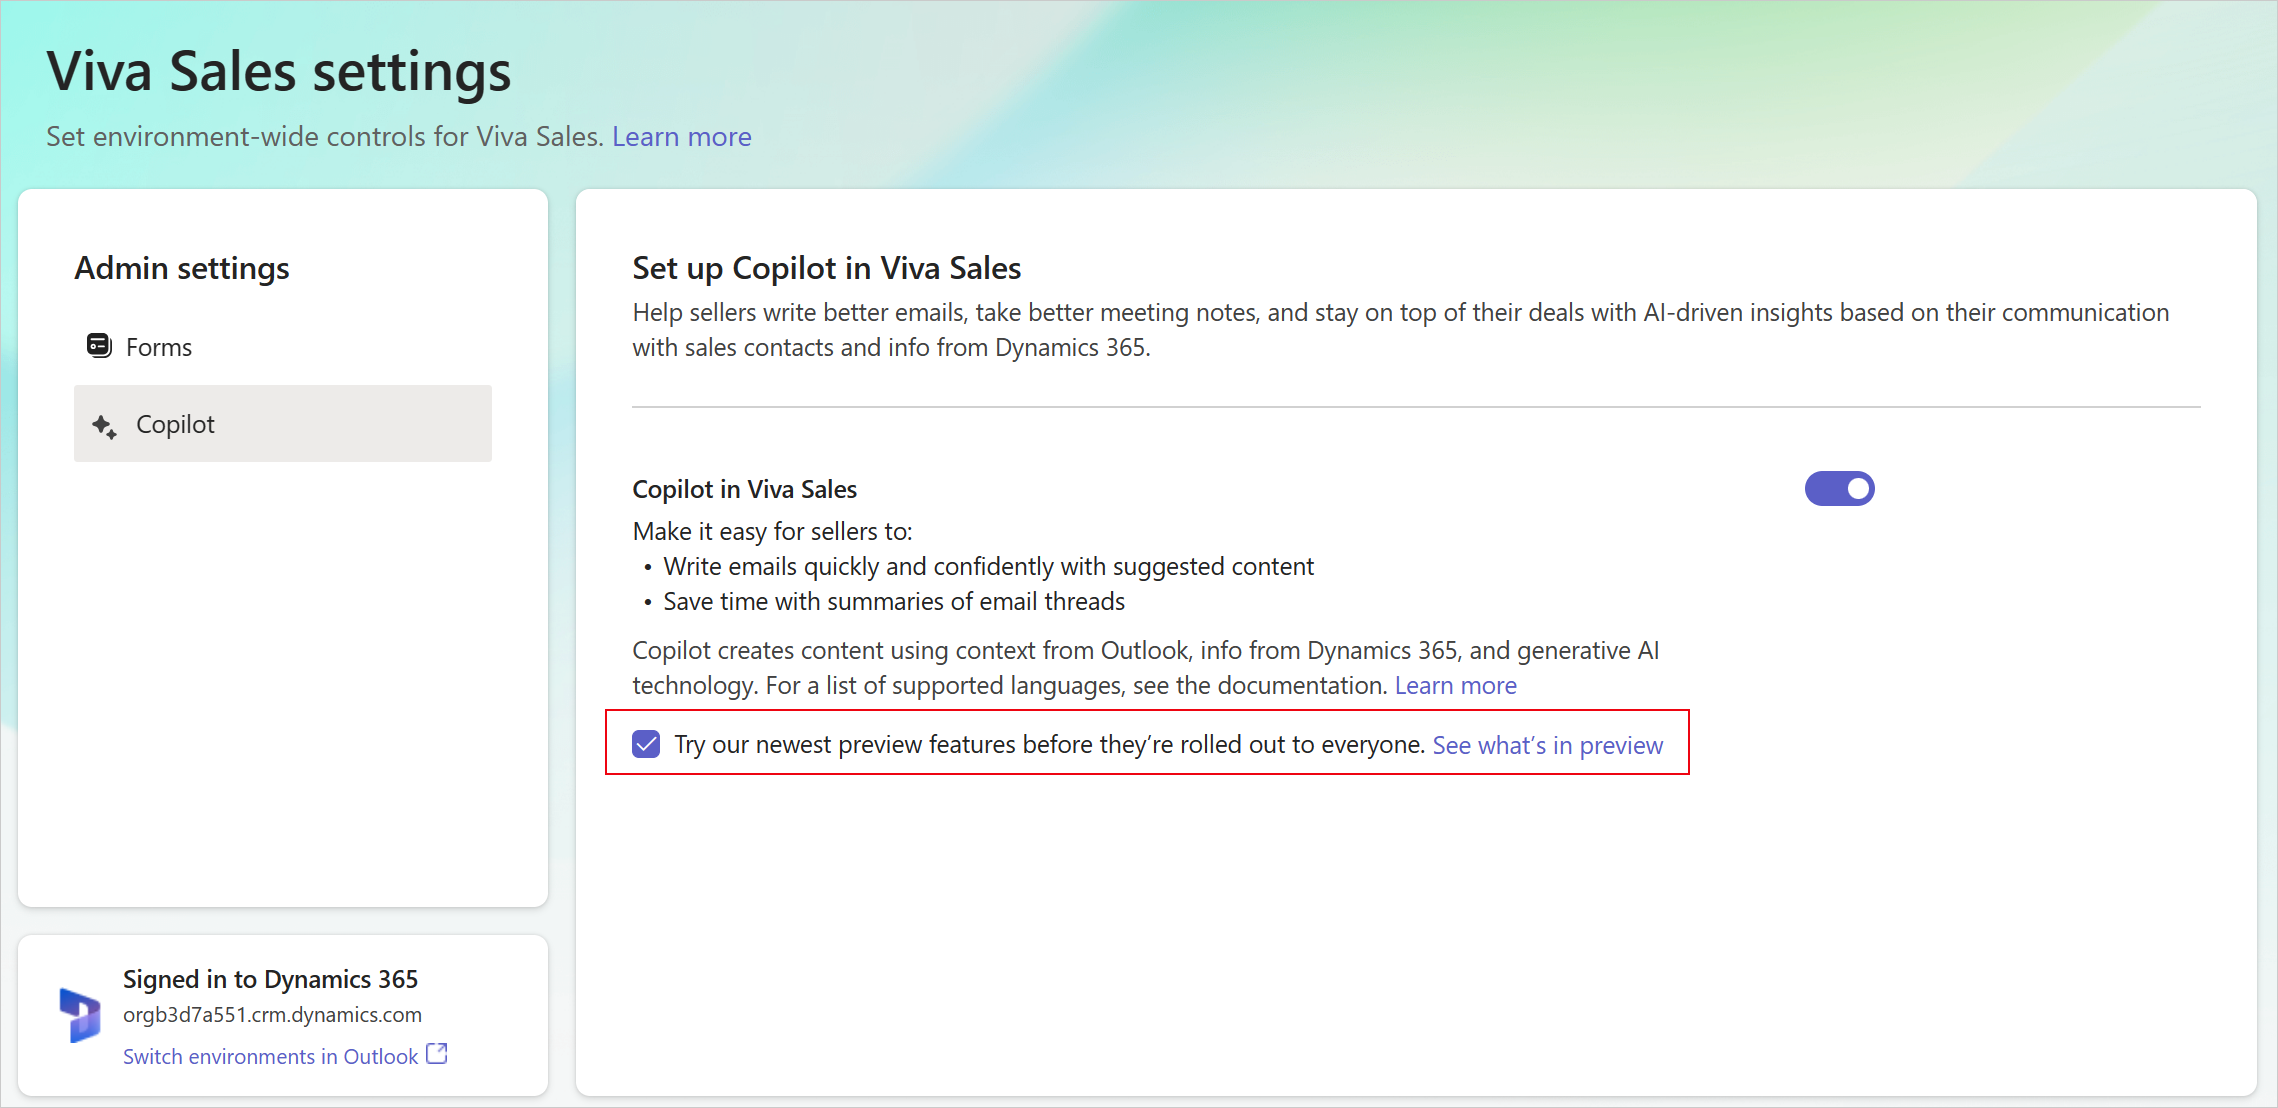 Viva Sales settings
Set environment-wide controls for Viva Sales. Learn more
Admin settings
Forms
Copilot
Set up Copilot in Viva Sales
Help sellers write better emails, take better meeting notes, and stay on top of their deals with AI-driven insights based on their communication
with sales contacts and info from Dynamics 365.
Copilot in Viva Sales
Make it easy for sellers to:
• Write emails quickly and confidently with suggested content
• Save time with summaries of email threads
Copilot creates content using context from Outlook, info from Dynamics 365, and generative AI
technology. For a list of supported languages, see the documentation. Learn more
Try our newest preview features before they’re rolled out to everyone. See what’s in preview
Signed in to Dynamics 365
orgb3d7a551.crm.dynamics.com
Switch environments in Outlook